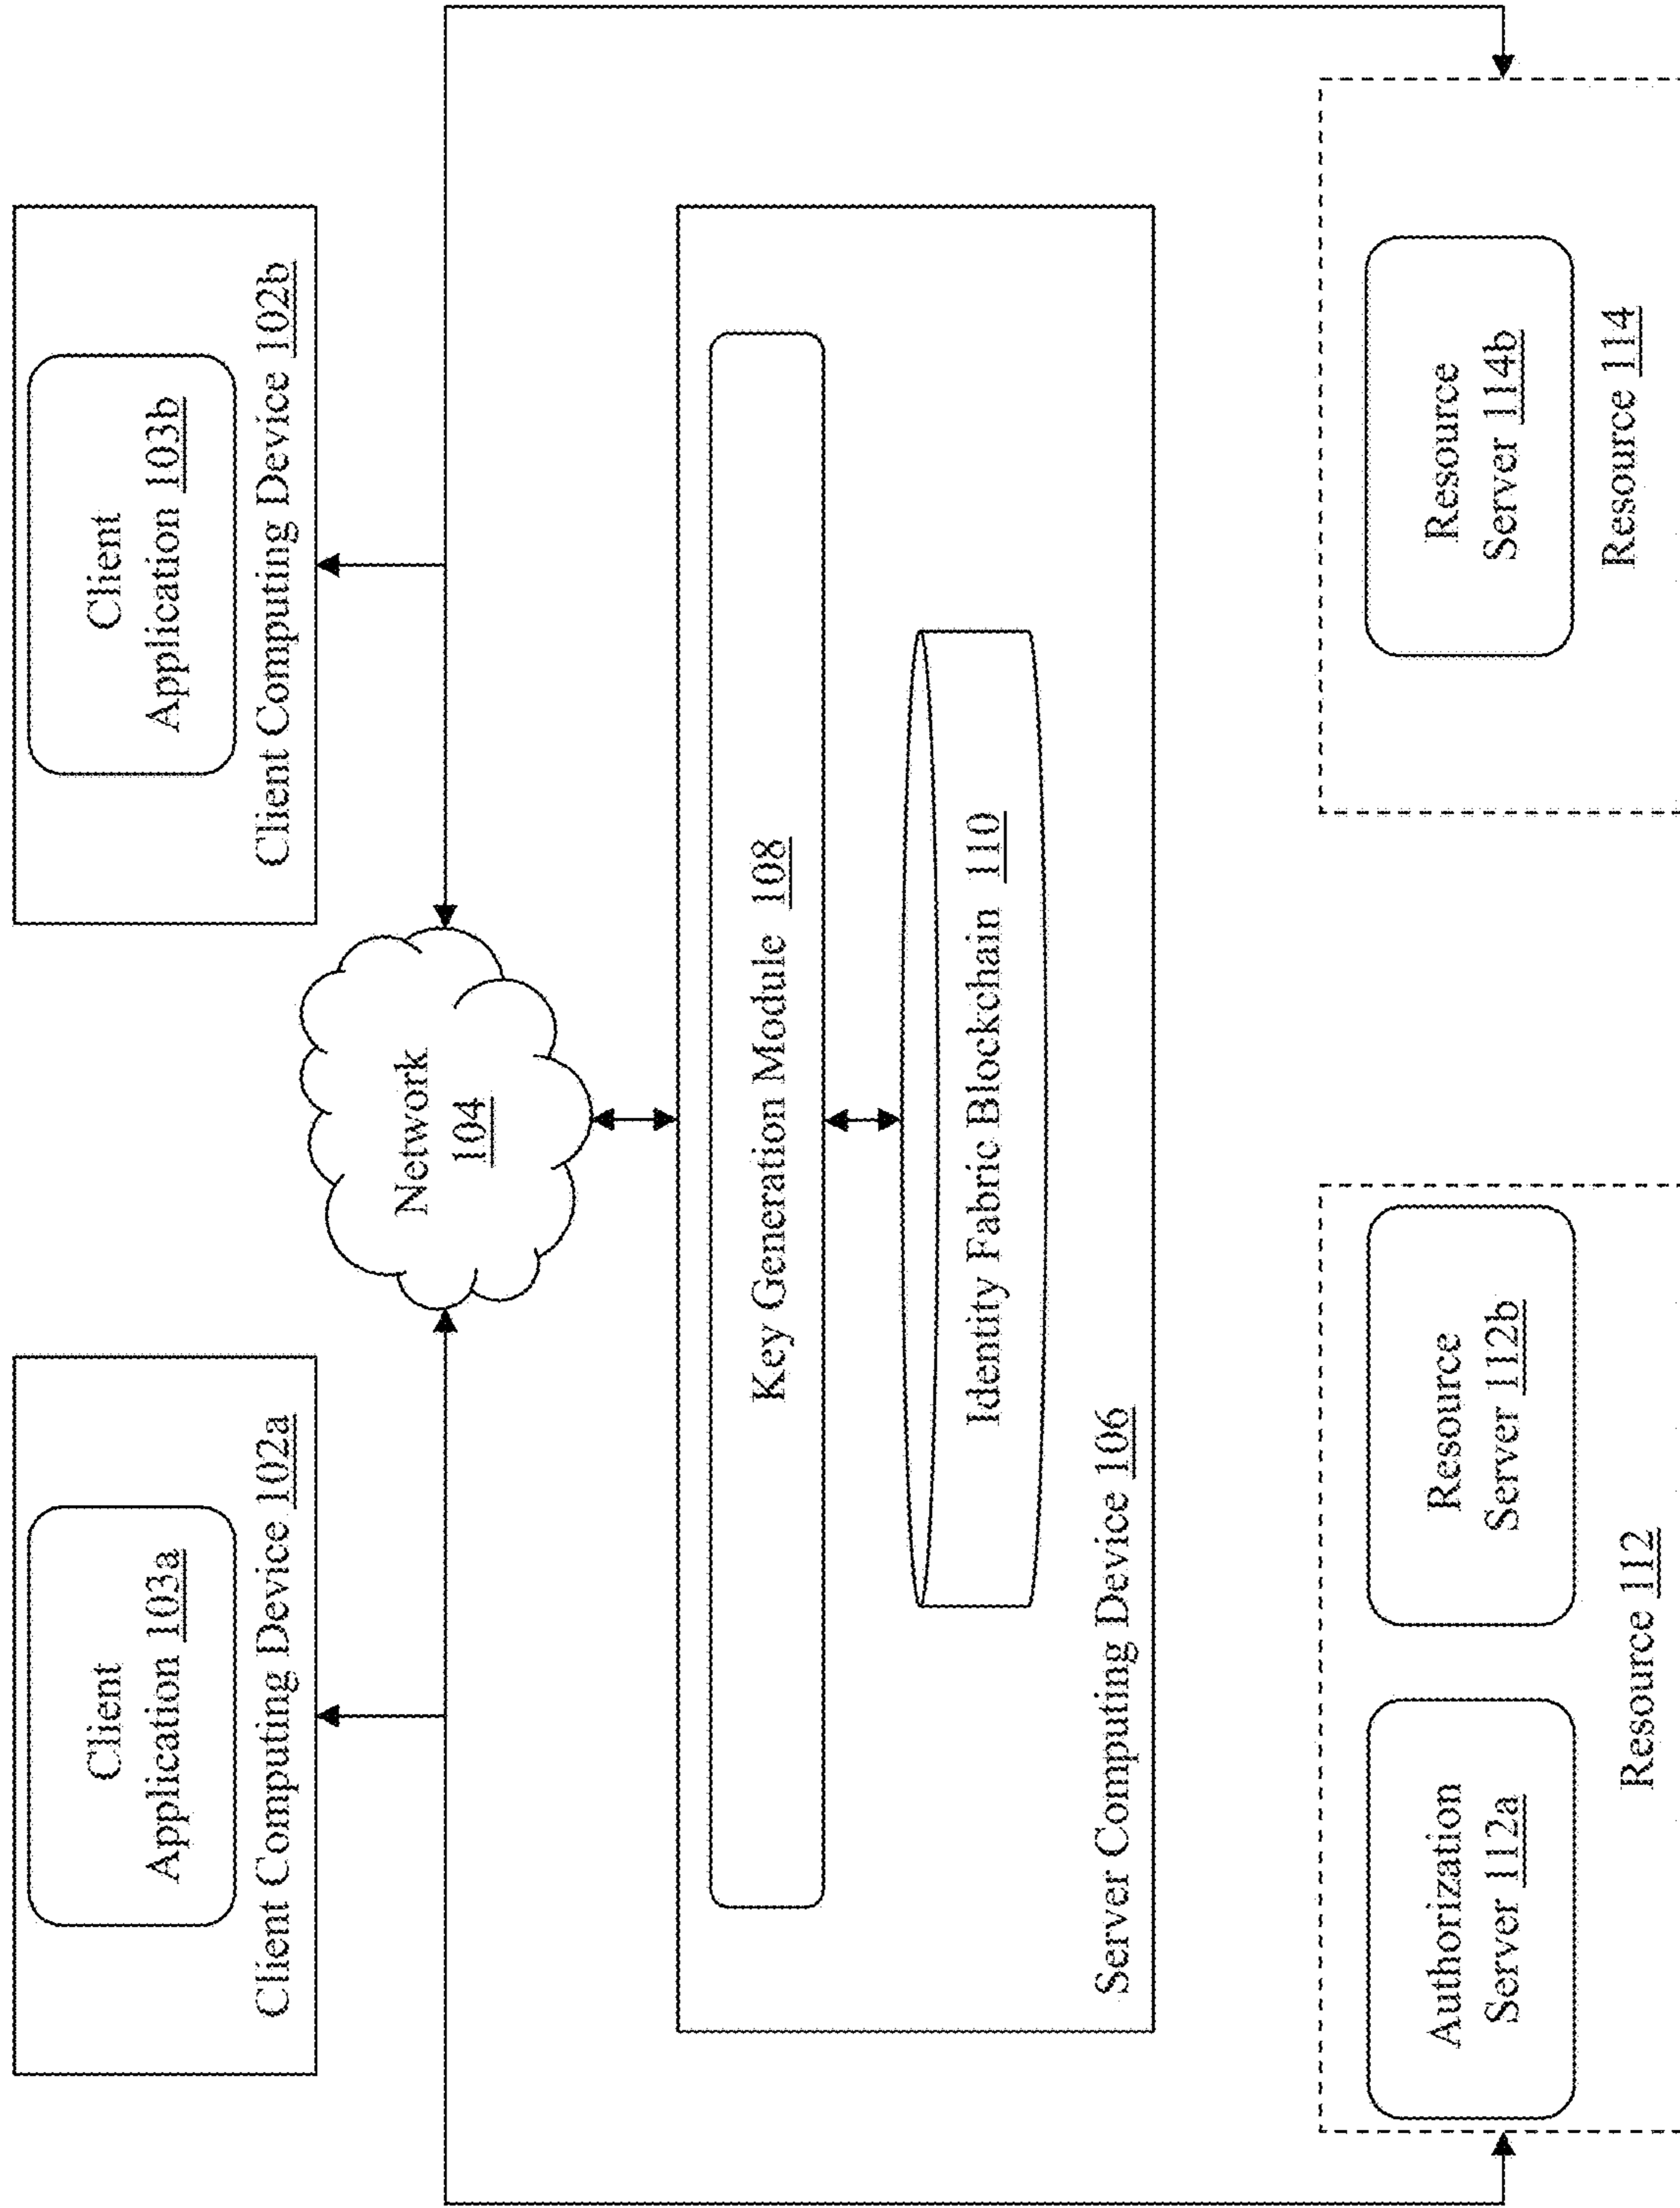 Client
Application 103a
Client Computing Device 102a
Client
Application 103b
Client Computing Device 102b
Network
104
Key Generation Module 108
Identity Fabric Blockchain 110
Server Computing Device 106
Authorization
Server 112a
Resource
Server 112b
Resource 112
Resource
Server 114b
Resource 114